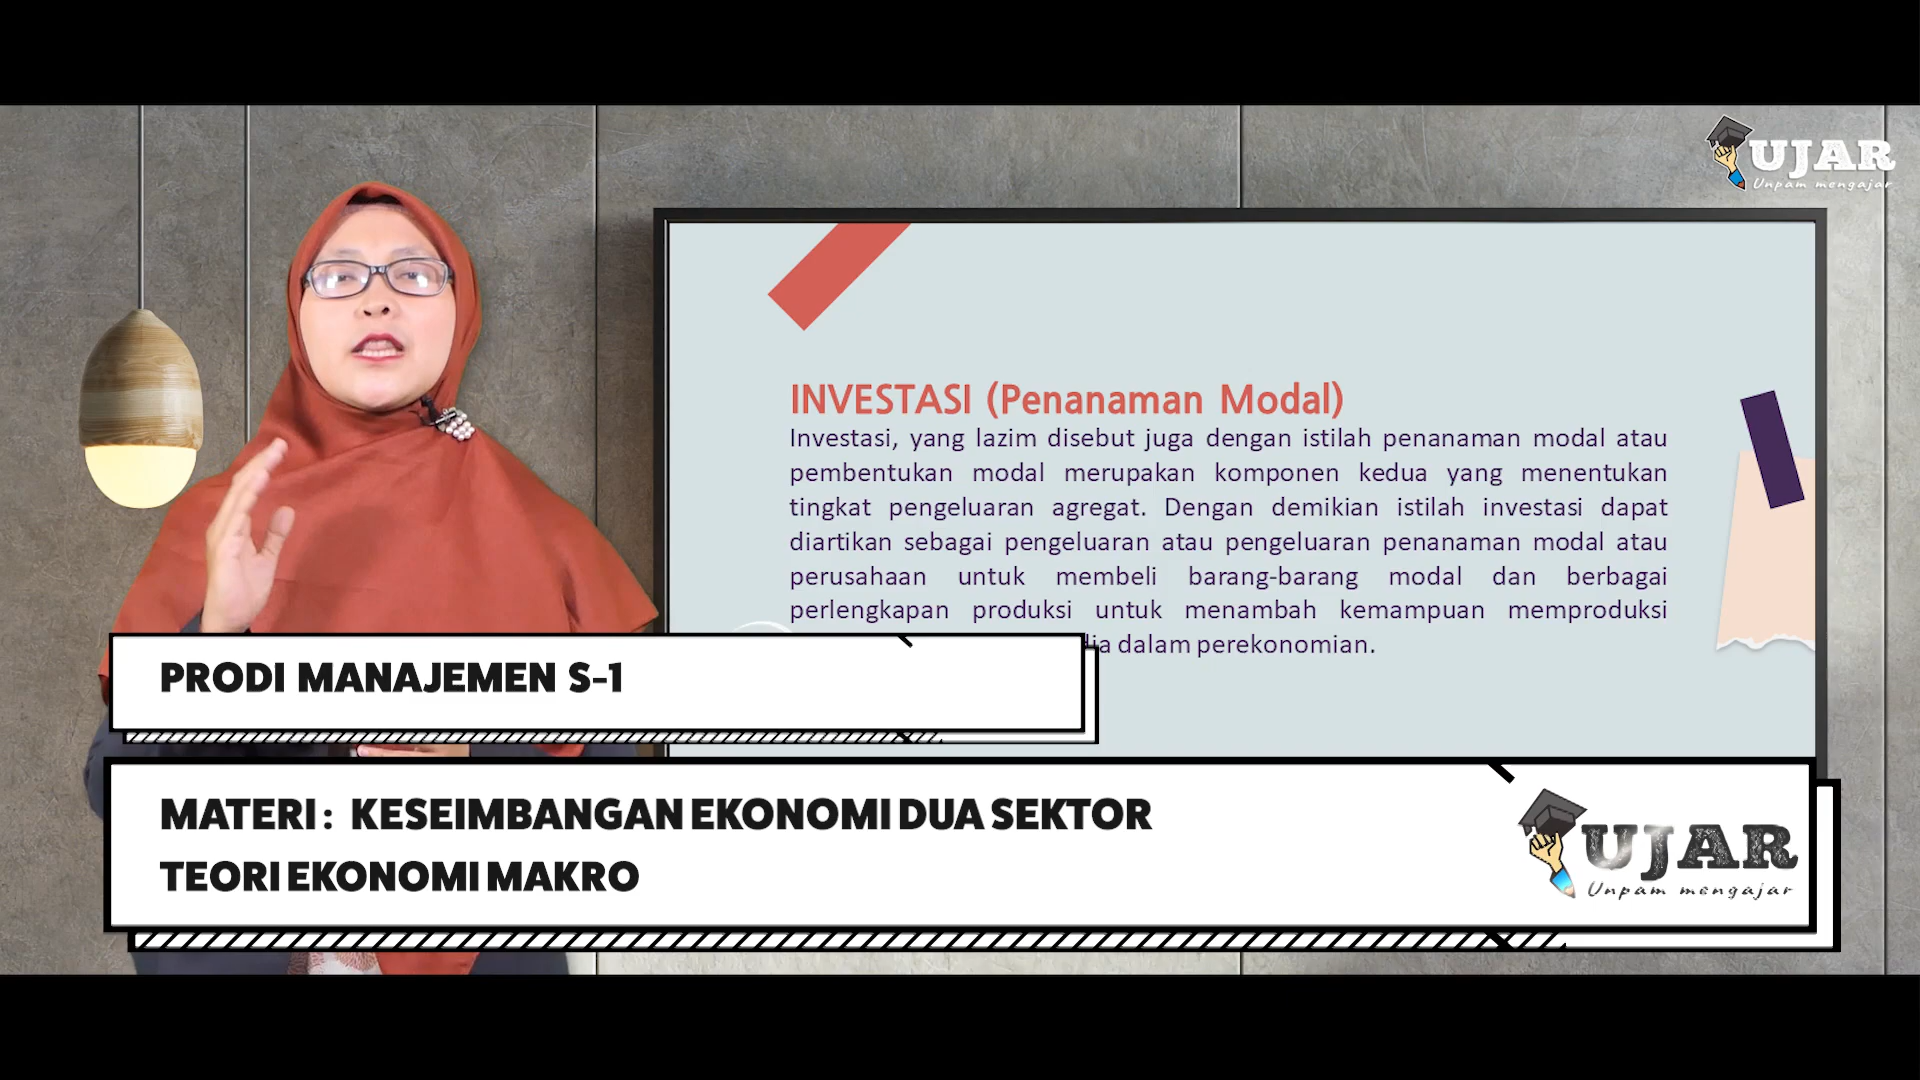 UJAR
Unpam mengajar
INVESTASI (Penanaman Modal)
Investasi, yang lazim disebut juga dengan istilah penanaman modal atau
pembentukan modal merupakan komponen kedua yang menentukan
tingkat pengeluaran agregat. Dengan demikian istilah investasi dapat
diartikan sebagai pengeluaran atau pengeluaran penanaman modal atau
perusahaan untuk membeli barang-barang modal dan berbagai
perlengkapan produksi untuk menambah kemampuan memproduksi
dalam perekonomian.
PRODI MANAJEMEN S-1
MATERI : KESEIMBANGAN EKONOMI DUA SEKTOR
TEORI EKONOMI MAKRO
UJAR
Unpam mengajar